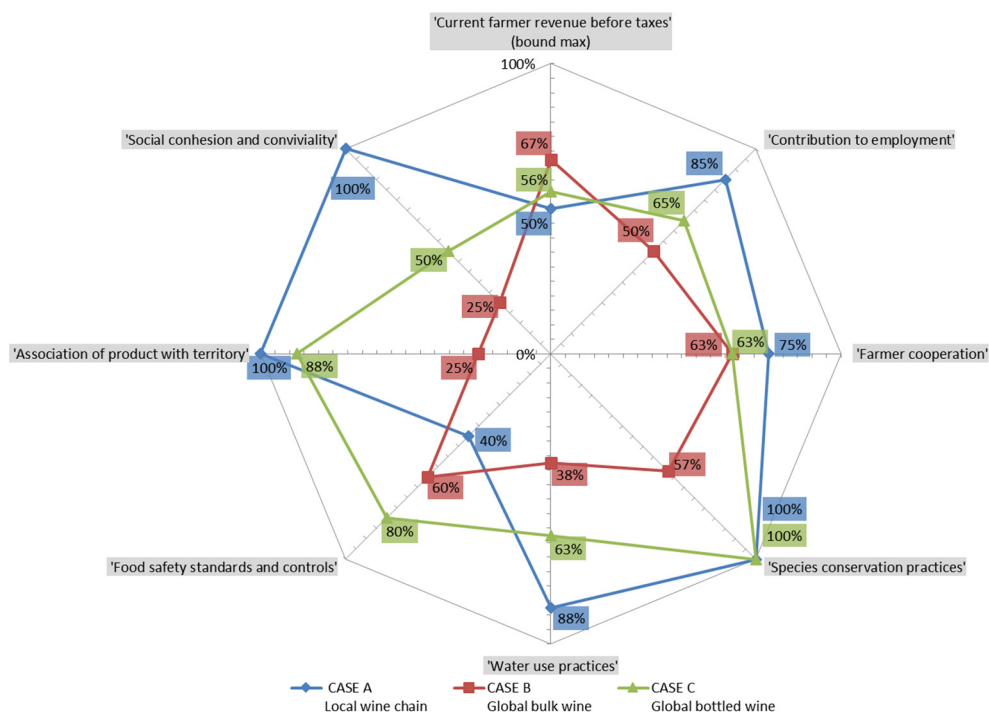 'Current farmer revenue before taxes'
(bound max)
100%
'Social conhesion and conviviality'
'Contribution to employment'
67%
85%
56%
100%
65%
50%
50%
50%
25%
63%
63%
75%
'Association of product with territory'
0%
'Farmer cooperation'
100%
88%
25%
40%
57%
38%
60%
100%
80%
63%
100%
'Food safety standards and controls'
'Species conservation practices'
88%
'Water use practices'
CASE A
Local wine chain
CASE B
Global bulk wine
CASE C
Global bottled wine